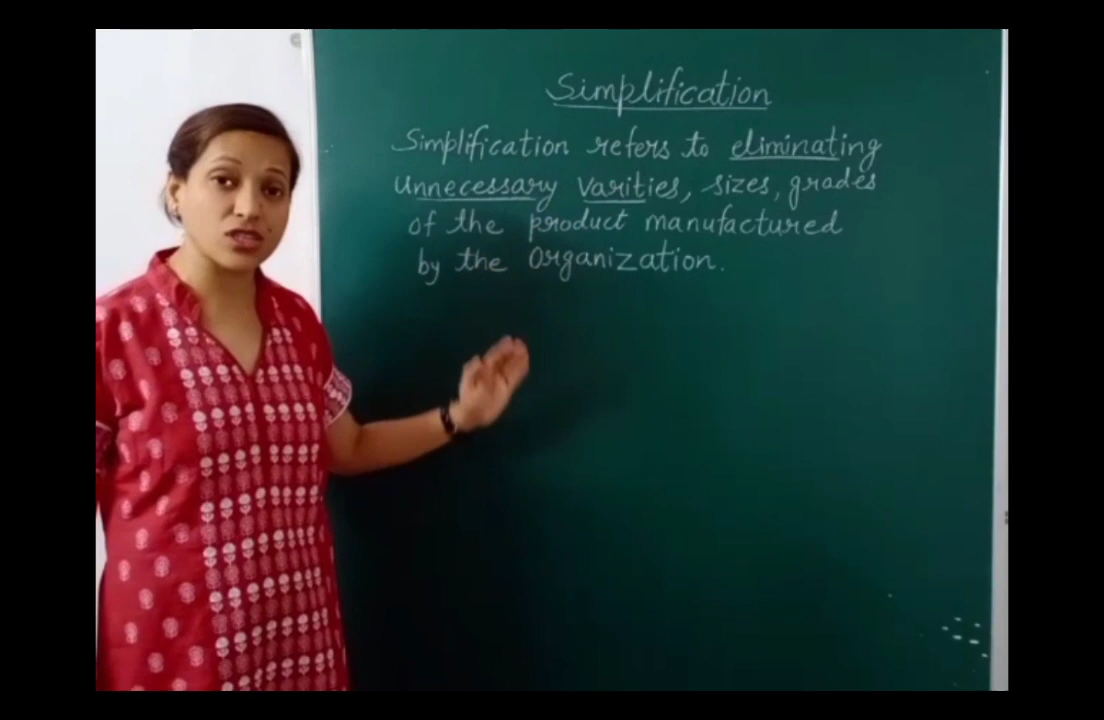 Simplification
Simplification refers to eliminating
unnecessary varities, sizes, grades
of the product manufactured
by the Organization.